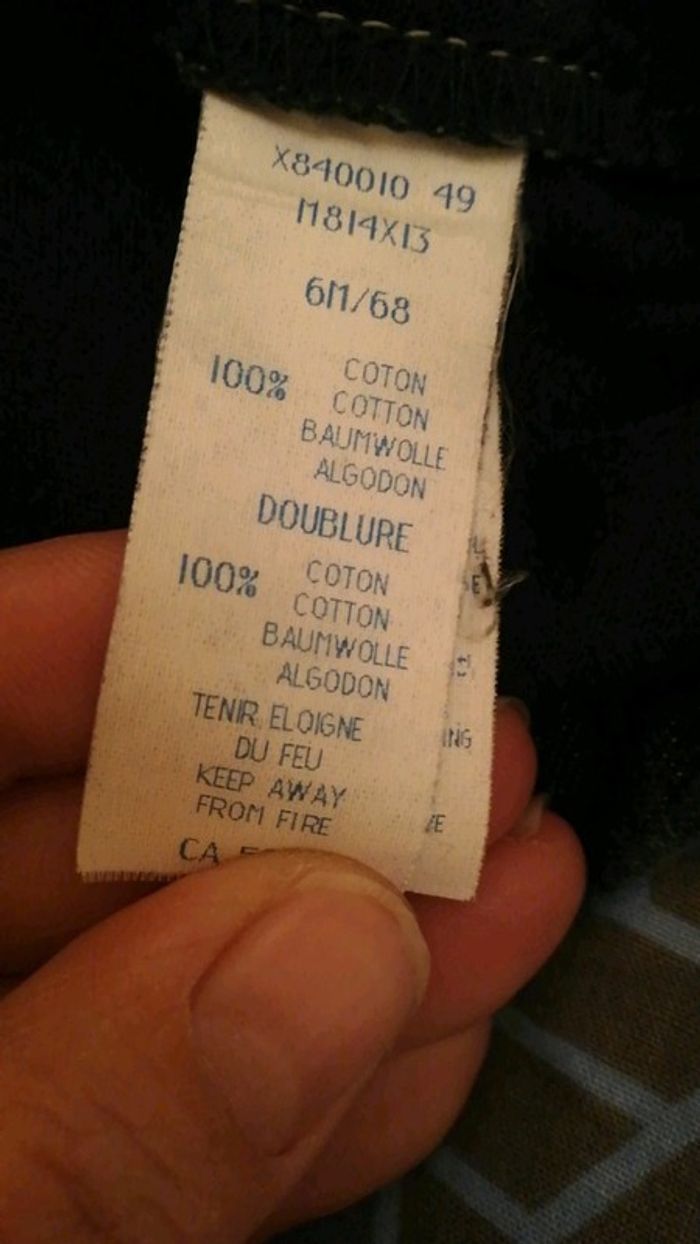 X840010 49
M814X13
6M/68
100% COTON
COTTON
BAUMWOLLE
ALGODON
DOUBLURE
100% COTON
COTTON
BAUMWOLLE
ALGODON
TENIR ELOIGNE
DU FEU
KEEP AWAY
FROM FIRE
CA